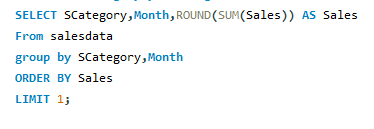 SELECT SCategory,Month,ROUND(SUM(Sales)) AS Sales
From salesdata
group by SCategory,Month
ORDER BY Sales
LIMIT 1;